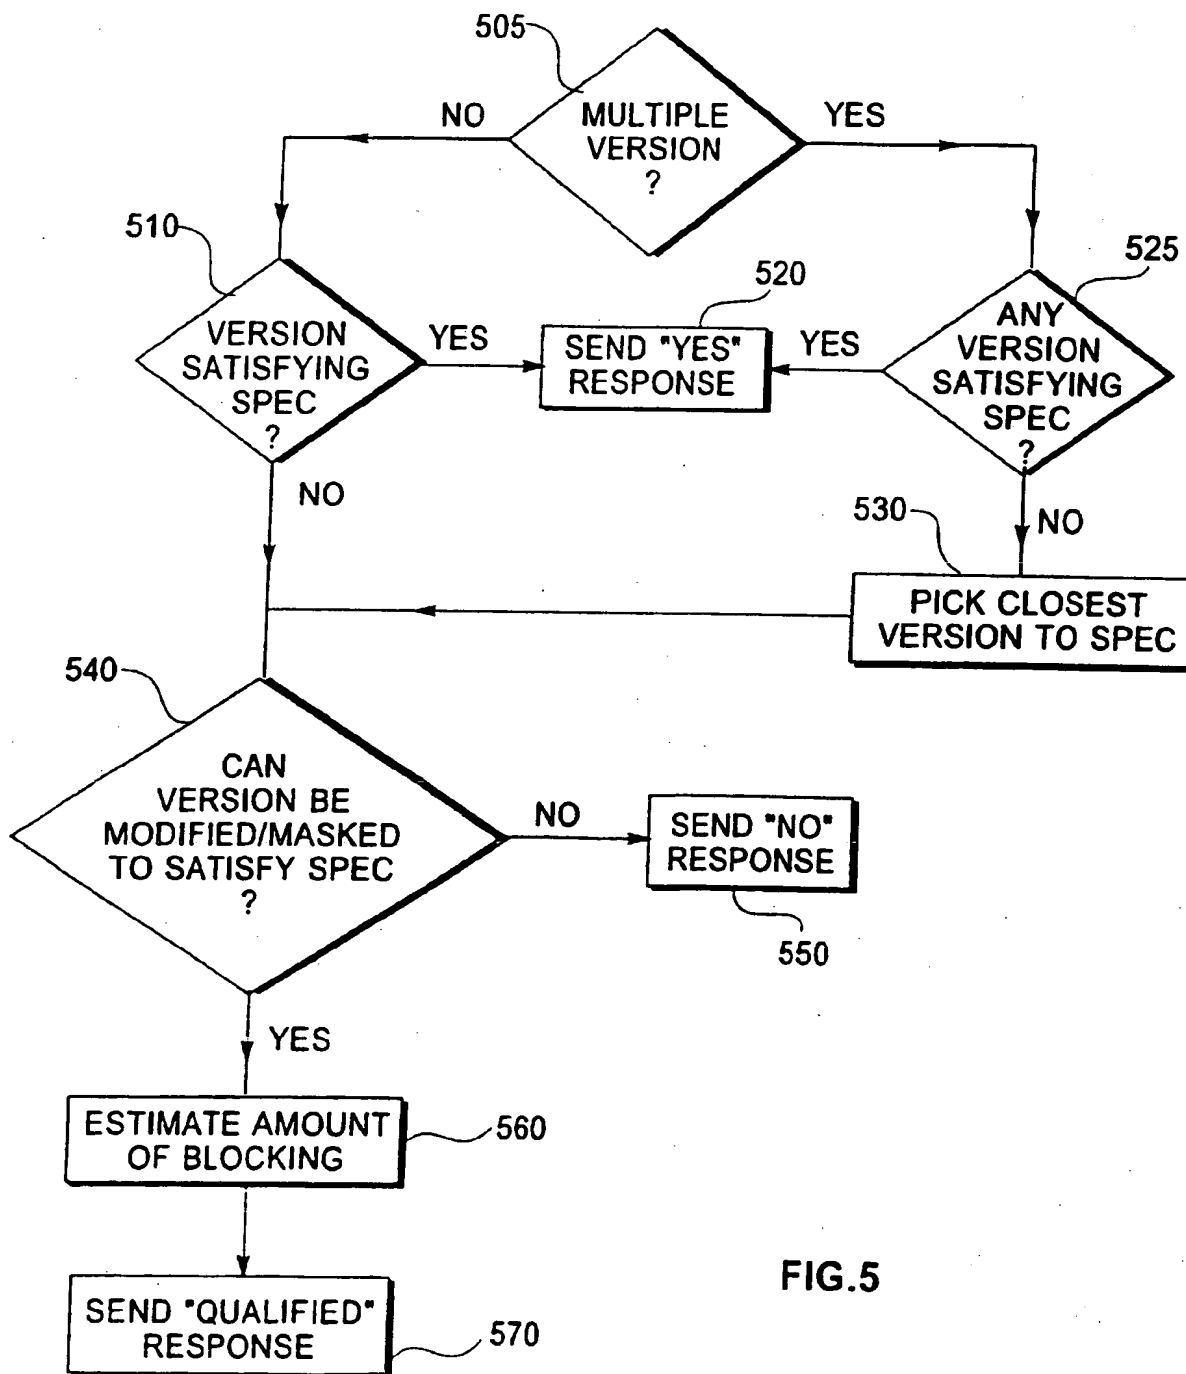 505
MULTIPLE
VERSION
?
NO
YES
510
VERSION
SATISFYING
SPEC
?
YES
520
SEND "YES"
RESPONSE
YES
525
ANY
VERSION
SATISFYING
SPEC
?
NO
NO
530
PICK CLOSEST
VERSION TO SPEC
540
CAN
VERSION BE
MODIFIED/MASKED
TO SATISFY SPEC
?
NO
SEND "NO"
RESPONSE
550
YES
ESTIMATE AMOUNT
OF BLOCKING
560
SEND "QUALIFIED"
RESPONSE
570
FIG.5